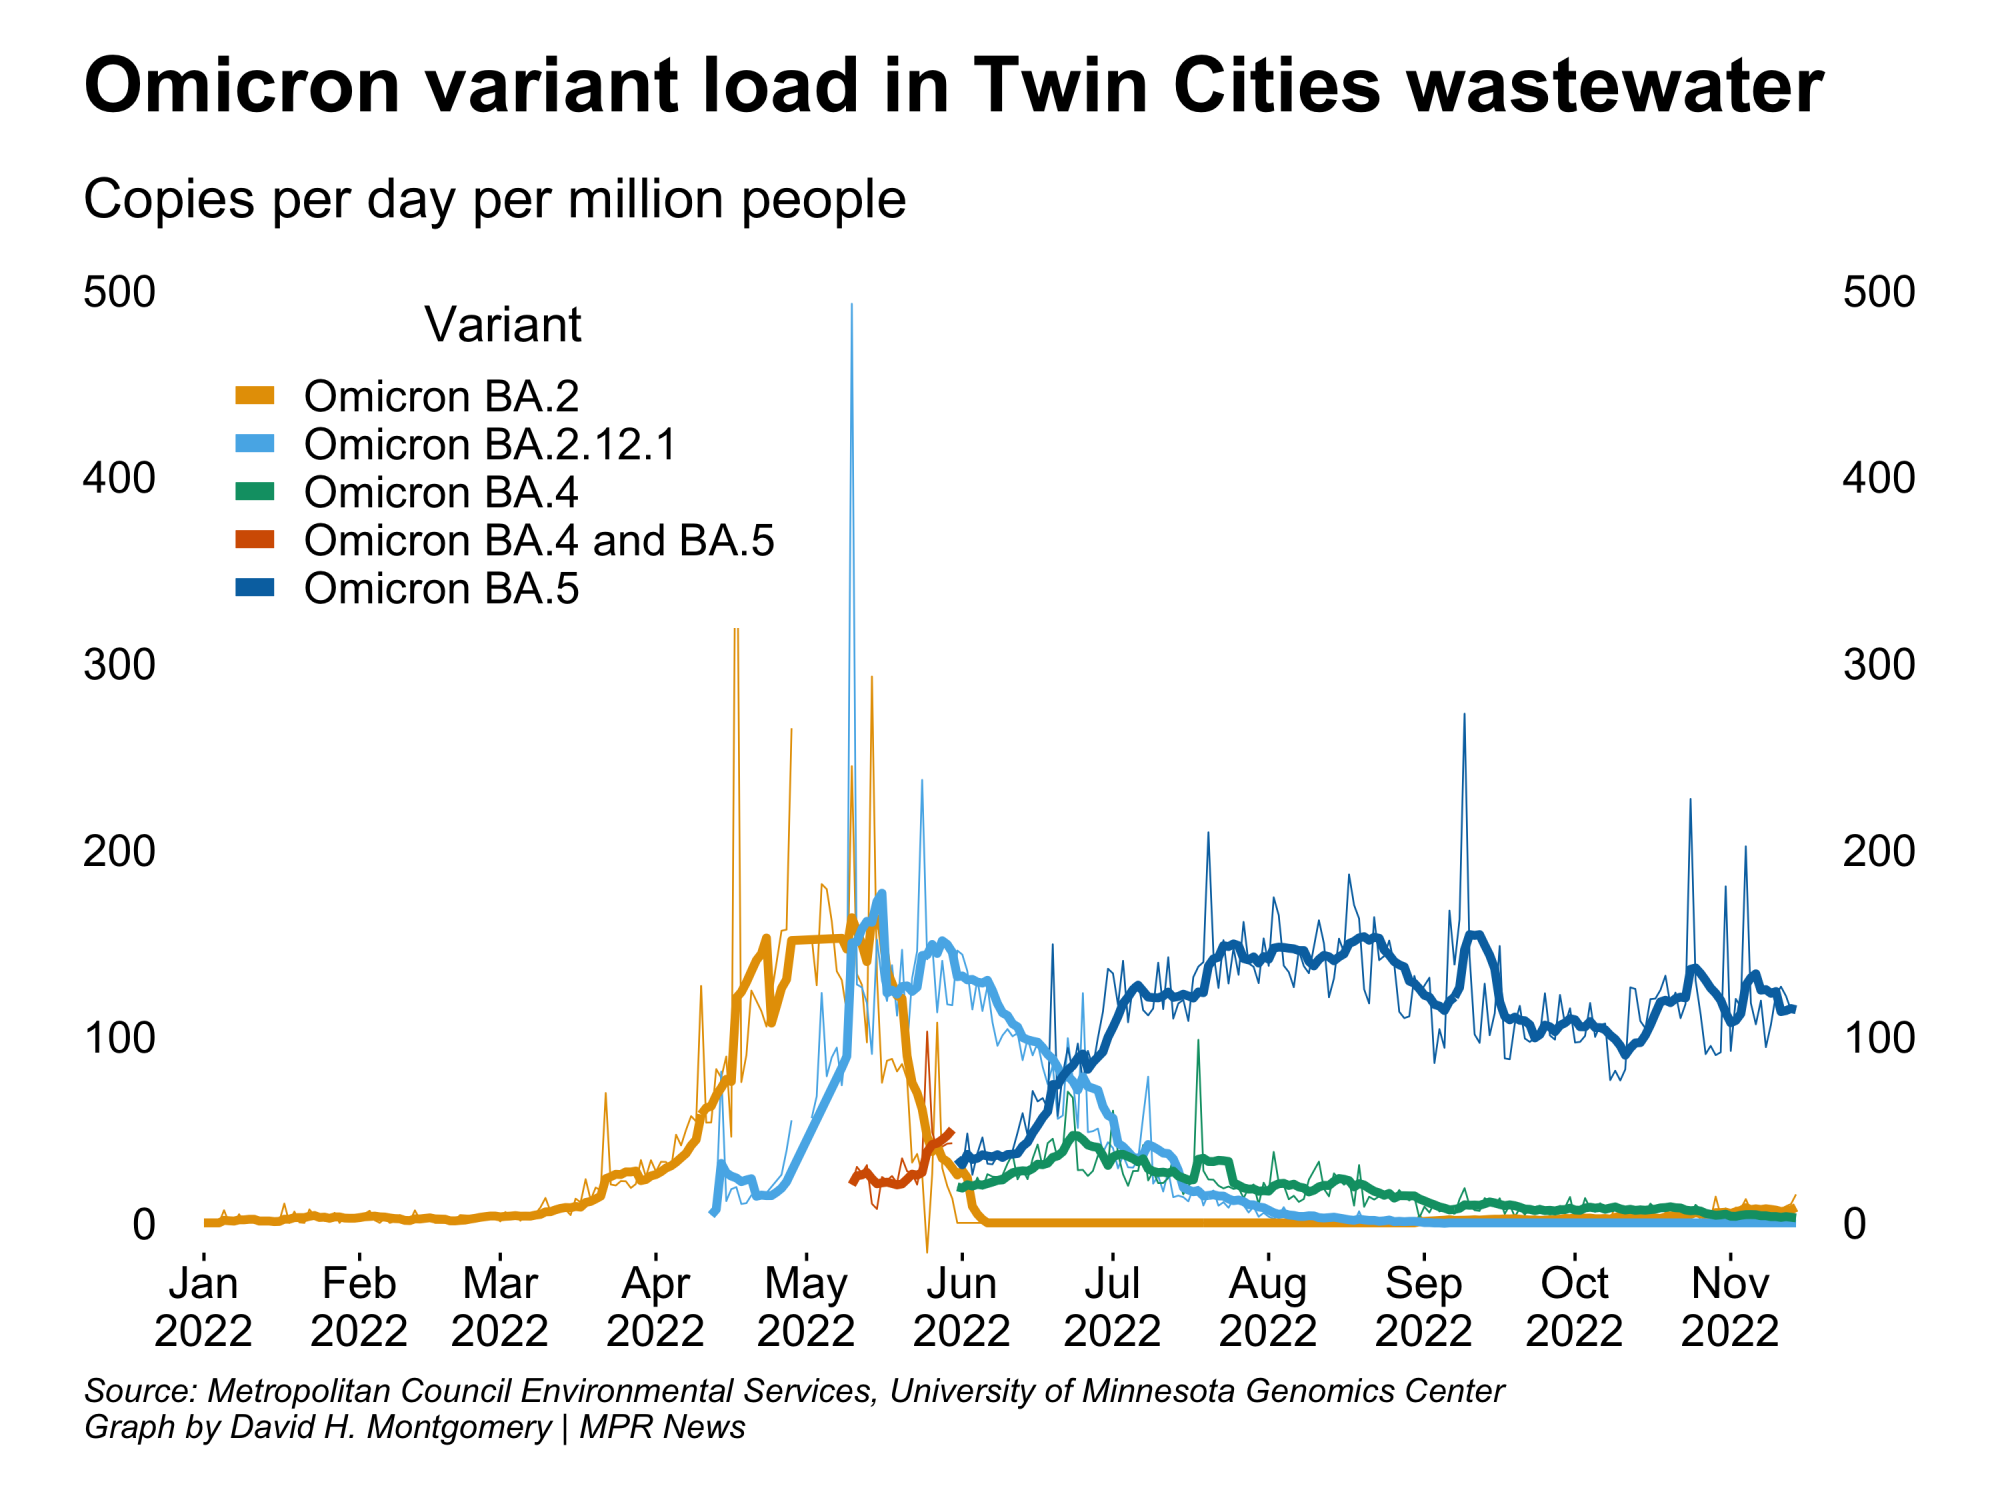 Omicron variant load in Twin Cities wastewater
Copies per day per million people
500 500
Variant
Omicron BA.2
Omicron BA.2.12.1
400 400
Omicron BA.4
Omicron BA.4 and BA.5
Omicron BA.5
300 300
200 200
100 100
0 0
Jan Feb Mar Apr May Jun Jul Aug Sep Oct Nov
2022 2022 2022 2022 2022 2022 2022 2022 2022 2022 2022
Source: Metropolitan Council Environmental Services, University of Minnesota Genomics Center
Graph by David H. Montgomery | MPR News